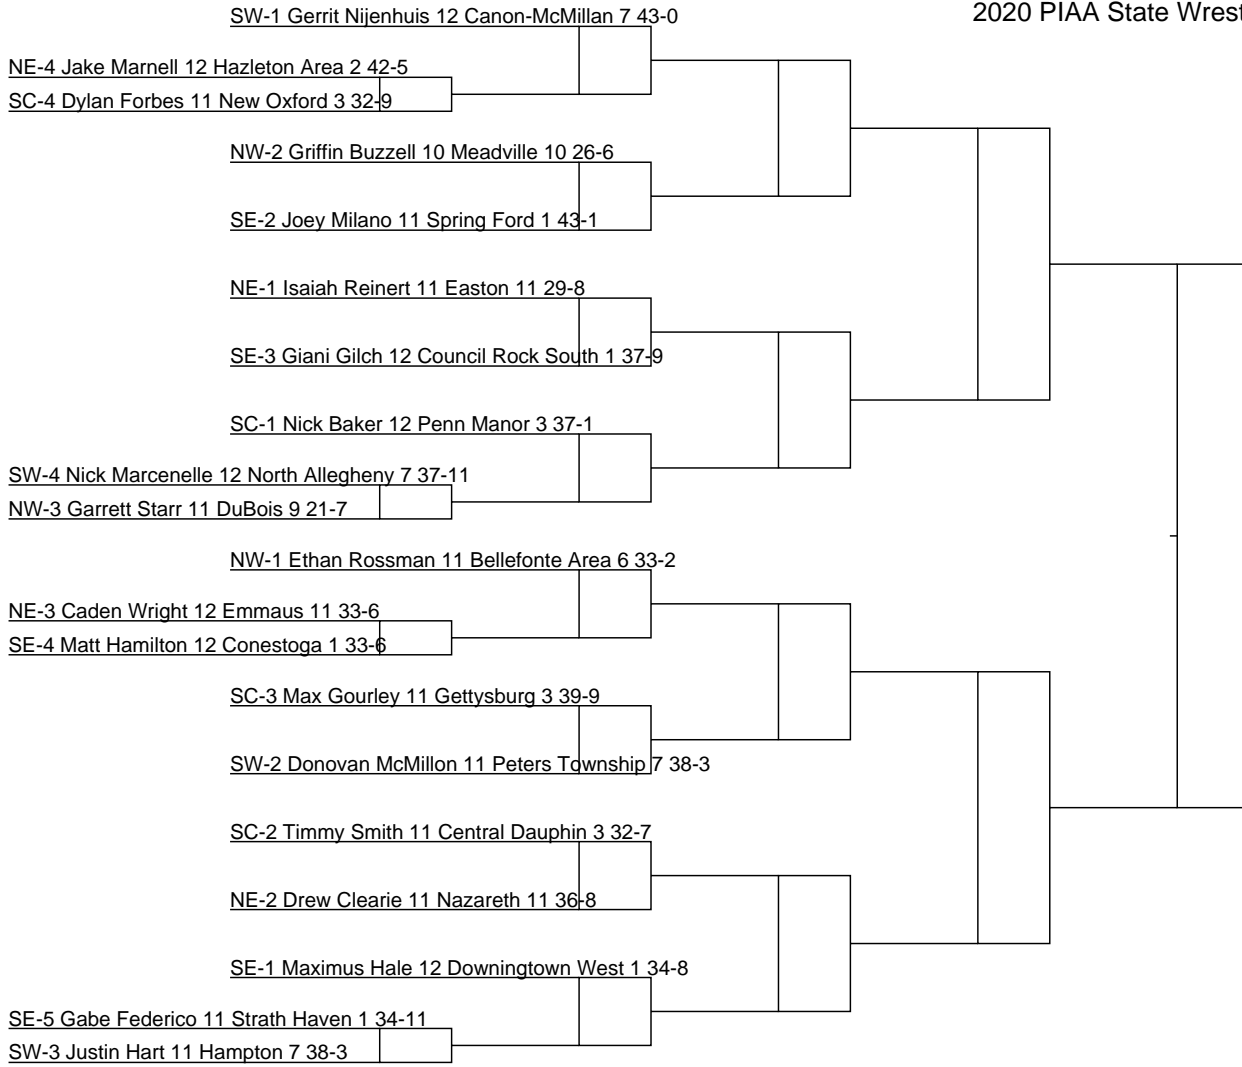 2020 PIAA State Wrest
SW-1 Gerrit Nijenhuis 12 Canon-McMillan 7 43-0
NE-4 Jake Marnell 12 Hazleton Area 2 42-5
SC-4 Dylan Forbes 11 New Oxford 3 32-9
NW-2 Griffin Buzzell 10 Meadville 10 26-6
SE-2 Joey Milano 11 Spring Ford 1 43-1
NE-1 Isaiah Reinert 11 Easton 11 29-8
SE-3 Giani Gilch 12 Council Rock South 1 37-9
SC-1 Nick Baker 12 Penn Manor 3 37-1
SW-4 Nick Marcenelle 12 North Allegheny 7 37-11
NW-3 Garrett Starr 11 DuBois 9 21-7
NW-1 Ethan Rossman 11 Bellefonte Area 6 33-2
NE-3 Caden Wright 12 Emmaus 11 33-6
SE-4 Matt Hamilton 12 Conestoga 1 33-6
SC-3 Max Gourley 11 Gettysburg 3 39-9
SW-2 Donovan McMillon 11 Peters Township 7 38-3
SC-2 Timmy Smith 11 Central Dauphin 3 32-7
NE-2 Drew Clearie 11 Nazareth 11 36-8
SE-1 Maximus Hale 12 Downingtown West 1 34-8
SE-5 Gabe Federico 11 Strath Haven 1 34-11
SW-3 Justin Hart 11 Hampton 7 38-3